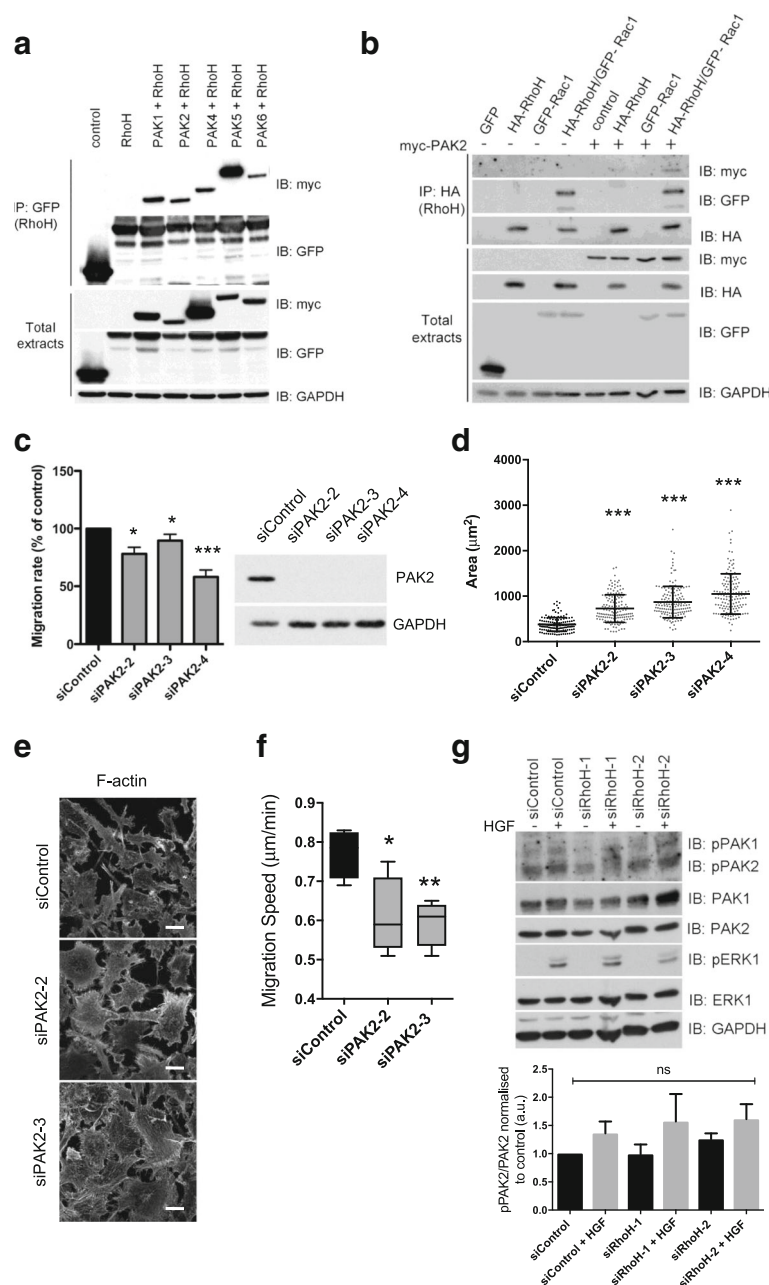 a
control
RhoH
PAK1 + RhoH
PAK2 + RhoH
PAK4 + RhoH
PAK5 + RhoH
PAK6 + RhoH
IP: GFP
(RhoH)
IB: myc
IB: GFP
Total
extracts
IB: myc
IB: GFP
IB: GAPDH
b
GFP
HA-RhoH
GFP-Rac1
HA-RhoH/GFP- Rac1
control
HA-RhoH
GFP-Rac1
HA-RhoH/GFP- Rac1
myc-PAK2 - - - - + + + +
IP: HA
(RhoH)
IB: myc
IB: GFP
IB: HA
IB: myc
IB: HA
Total
extracts
IB: GFP
IB: GAPDH
c
Migration rate (% of control)
150
100
50
0
* * ***
siControl
siPAK2-2
siPAK2-3
siPAK2-4
siControl
siPAK2-2
siPAK2-3
siPAK2-4
PAK2
GAPDH
d
Area (µm²)
4000
3000
2000
1000
0
*** *** ***
siControl
siPAK2-2
siPAK2-3
siPAK2-4
e
F-actin
siControl
siPAK2-2
siPAK2-3
f
Migration Speed (µm/min)
0.9
0.8
0.7
0.6
0.5
0.4
* **
siControl
siPAK2-2
siPAK2-3
g
HGF
- siControl
+ siControl
- siRhoH-1
+ siRhoH-1
- siRhoH-2
+ siRhoH-2
IB: pPAK1
IB: pPAK2
IB: PAK1
IB: PAK2
IB: pERK1
IB: ERK1
IB: GAPDH
pPAK2/PAK2 normalised
to control (a.u.)
2.5
2.0
1.5
1.0
0.5
0.0
ns
siControl
siControl + HGF
siRhoH-1
siRhoH-1 + HGF
siRhoH-2
siRhoH-2 + HGF